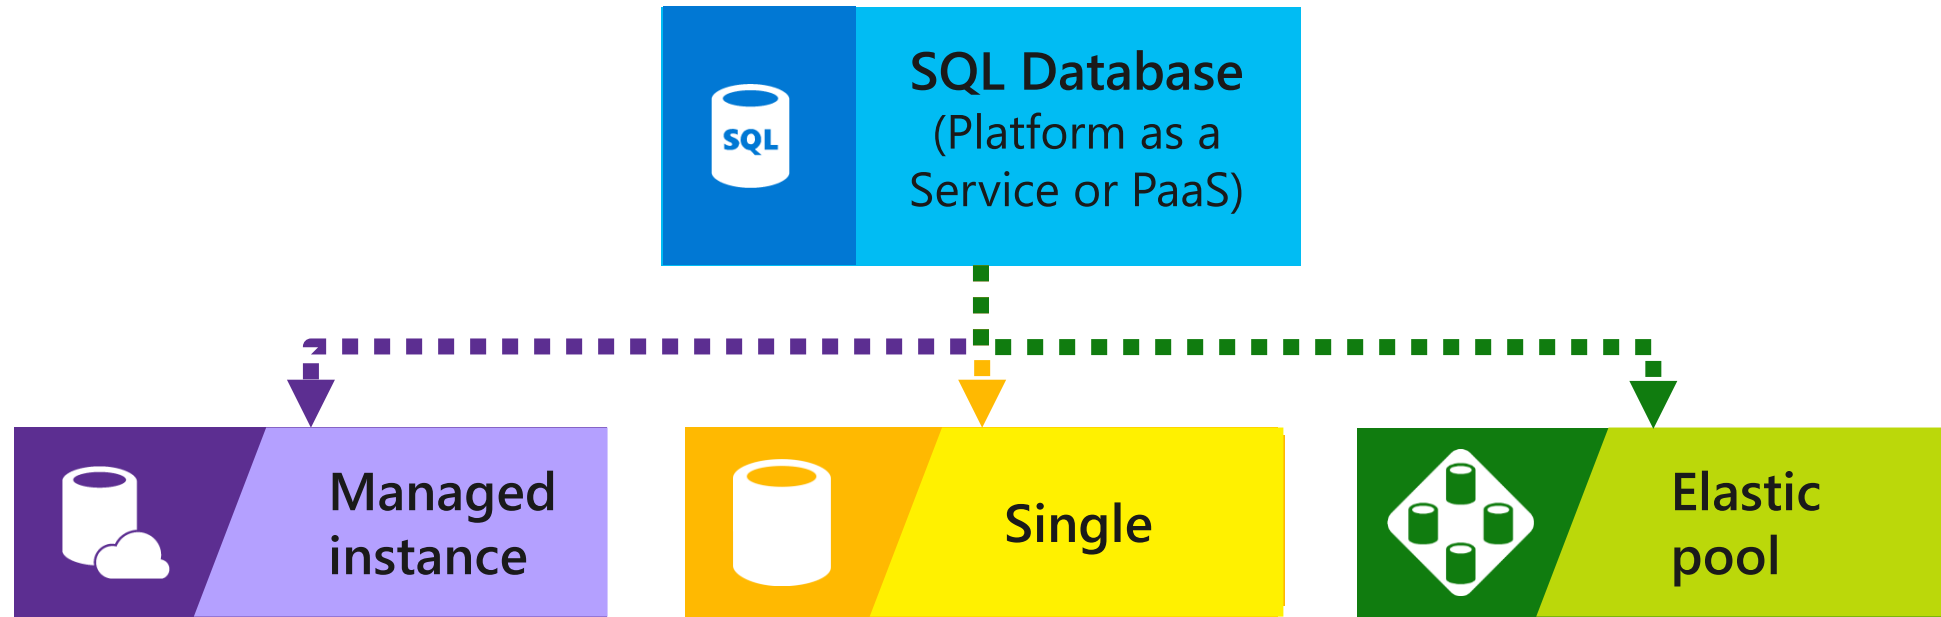 SQL
SQL Database
(Platform as a
Service or PaaS)
Managed
instance
Single
Elastic
pool